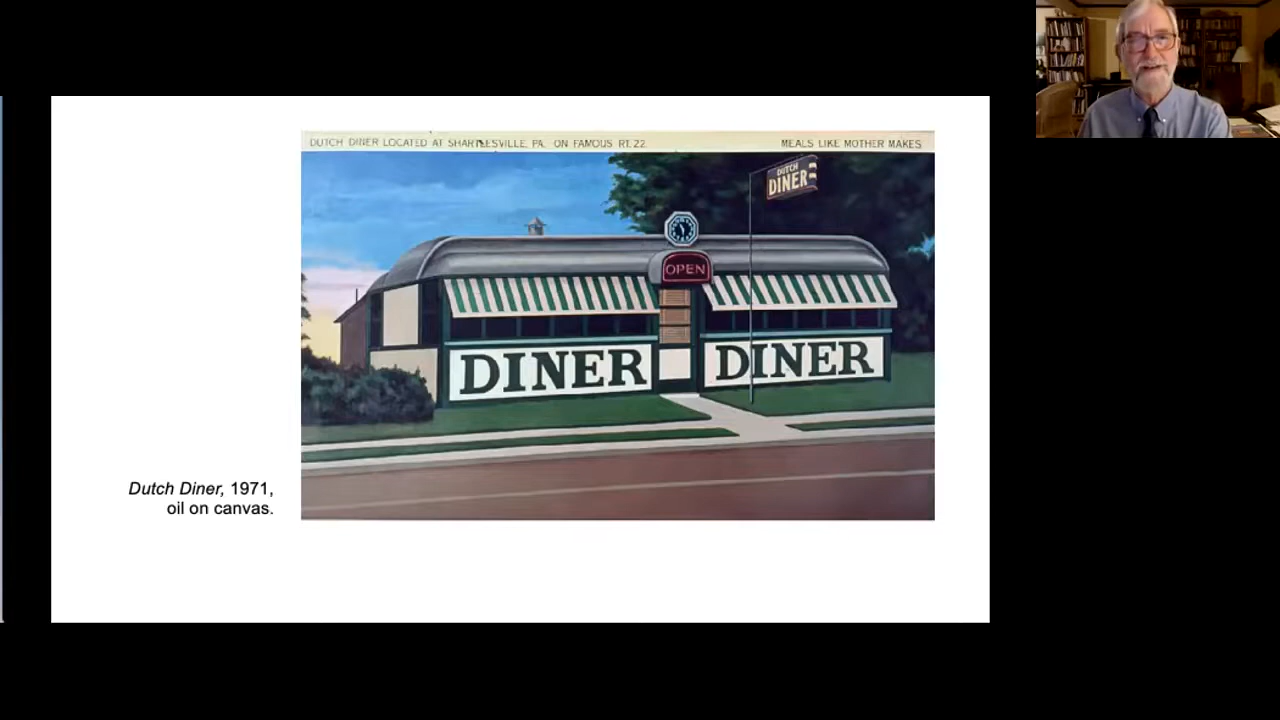 DUTCH DINER LOCATED AT SHARTLESVILLE, PA. ON FAMOUS RT. 22. MEALS LIKE MOTHER MAKES
DUTCH
DINER
OPEN
DINER DINER
Dutch Diner, 1971,
oil on canvas.